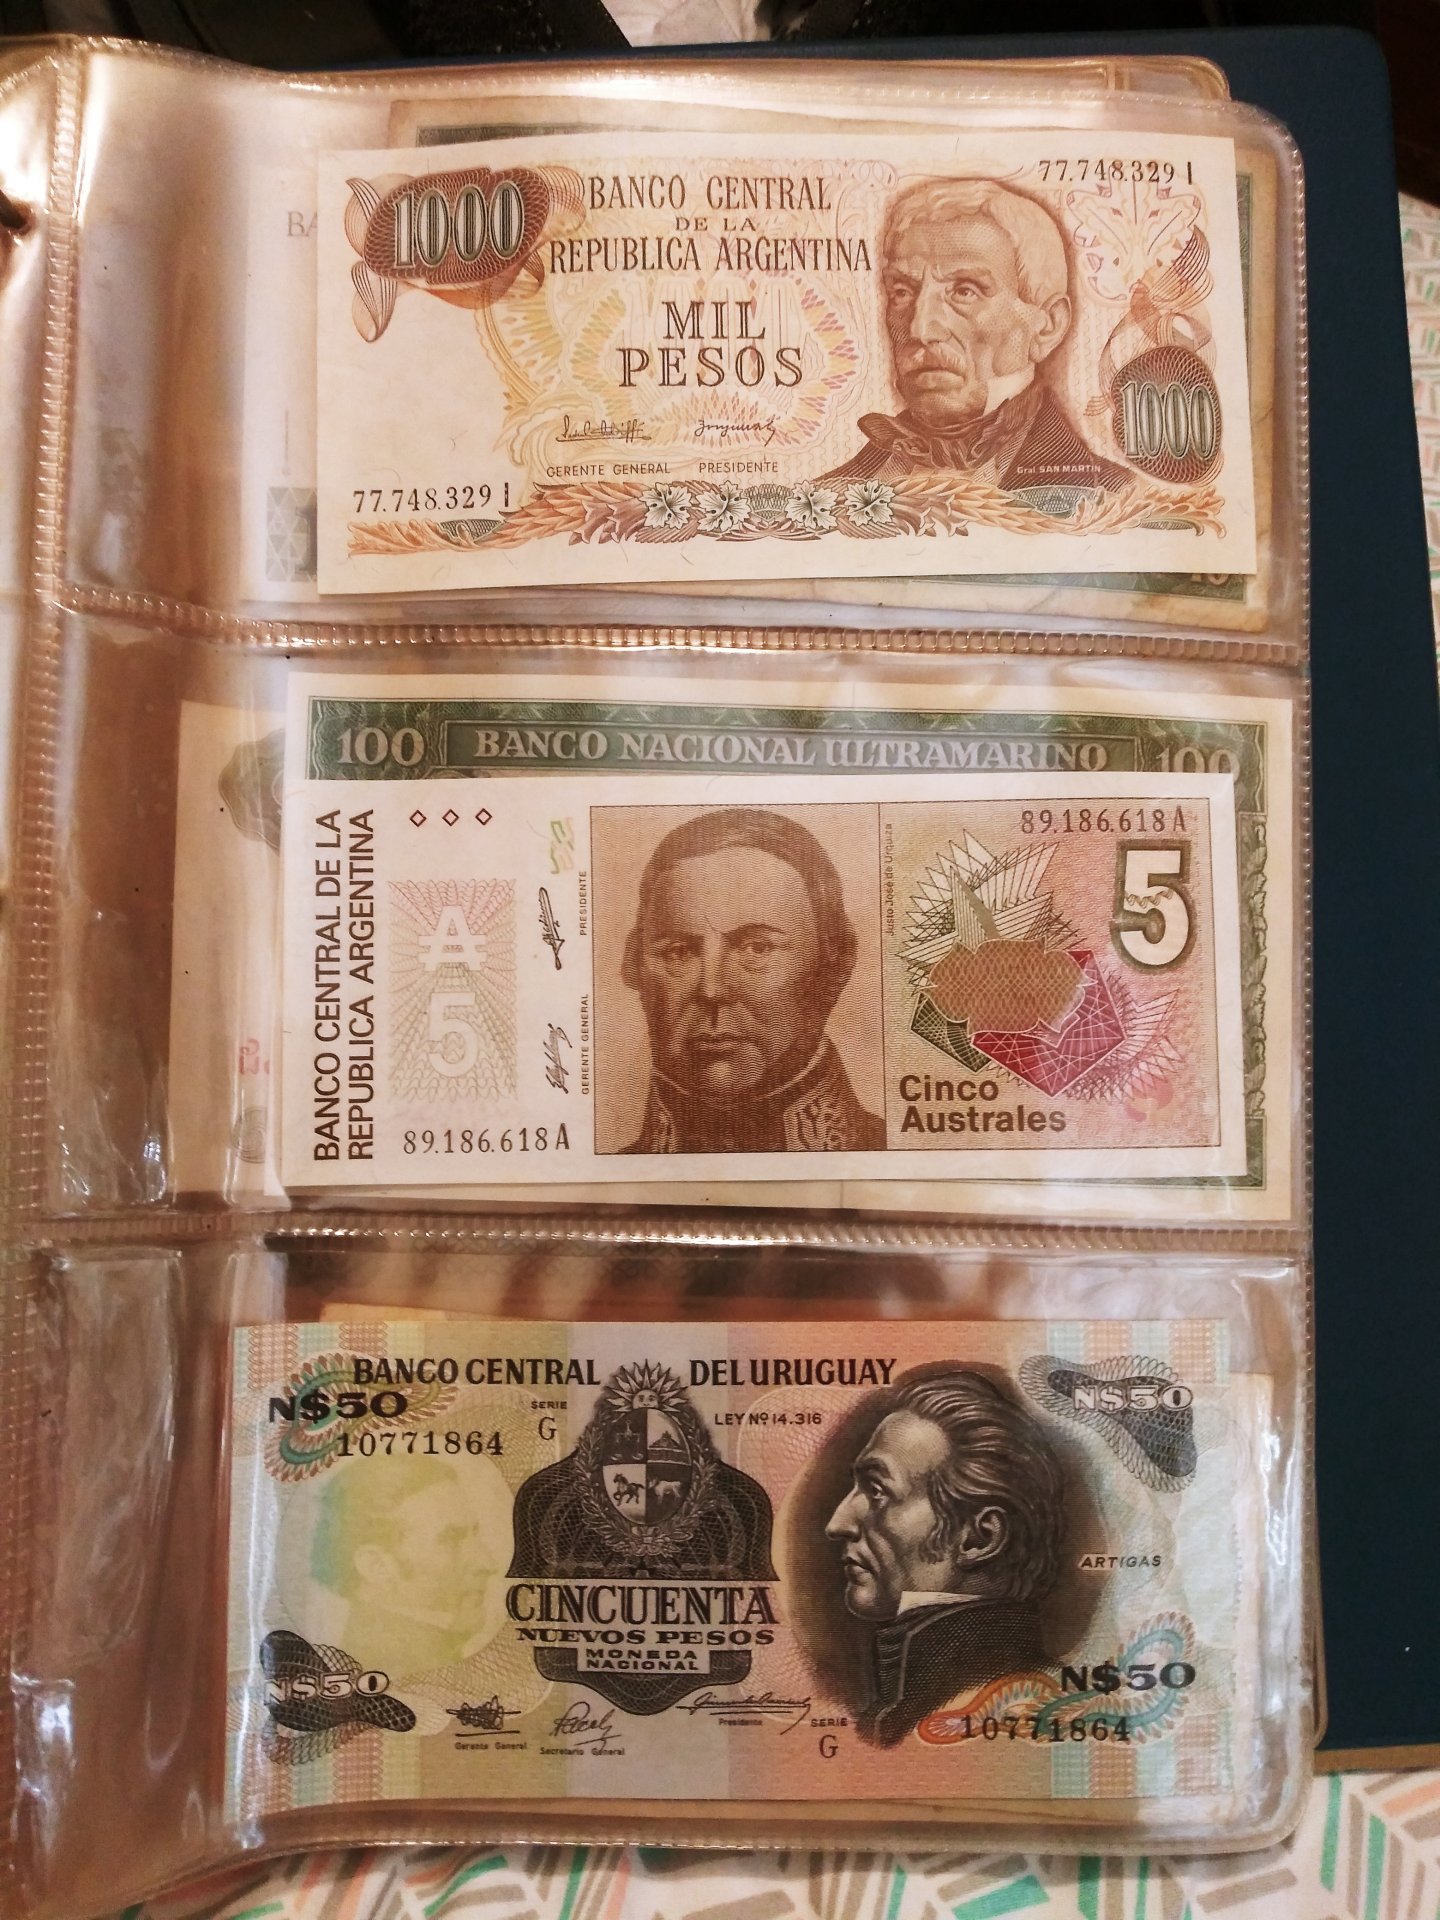 77.748.329 I
1000
BANCO CENTRAL
DE LA
REPUBLICA ARGENTINA
MIL
PESOS
1000
GERENTE GENERAL PRESIDENTE
Gral SAN MARTIN
77.748.329 I
100 BANCO NACIONAL ULTRAMARINO 100
BANCO CENTRAL DE LA
REPUBLICA ARGENTINA
₳
5
PRESIDENTE
GERENTE GENERAL
89.186.618 A
Justo José de Urquiza
89.186.618 A
5
Cinco
Australes
BANCO CENTRAL DEL URUGUAY
N$50
SERIE
G
LEY Nº 14.316
N$50
10771864
ARTIGAS
CINCUENTA
NUEVOS PESOS
MONEDA
NACIONAL
N$50
N$50
Gerente General
Secretario General
Presidente
SERIE
G
10771864